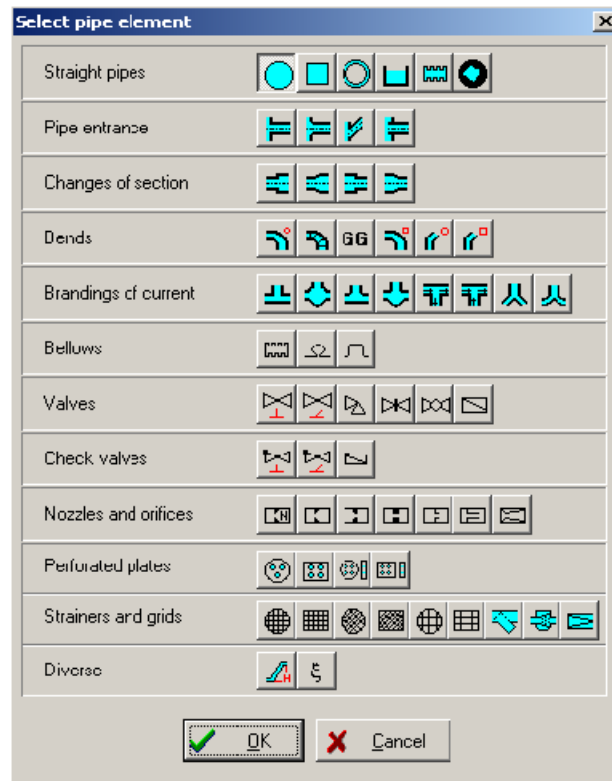 Select pipe element
Straight pipes
Pipe entrance
Changes of section
Dends
GG
Brandings of current
Bellows
Valves
Check valves
Nozzles and orifices
N
Perforated plates
Strainers and grids
Diverse
H ξ
OK Cancel